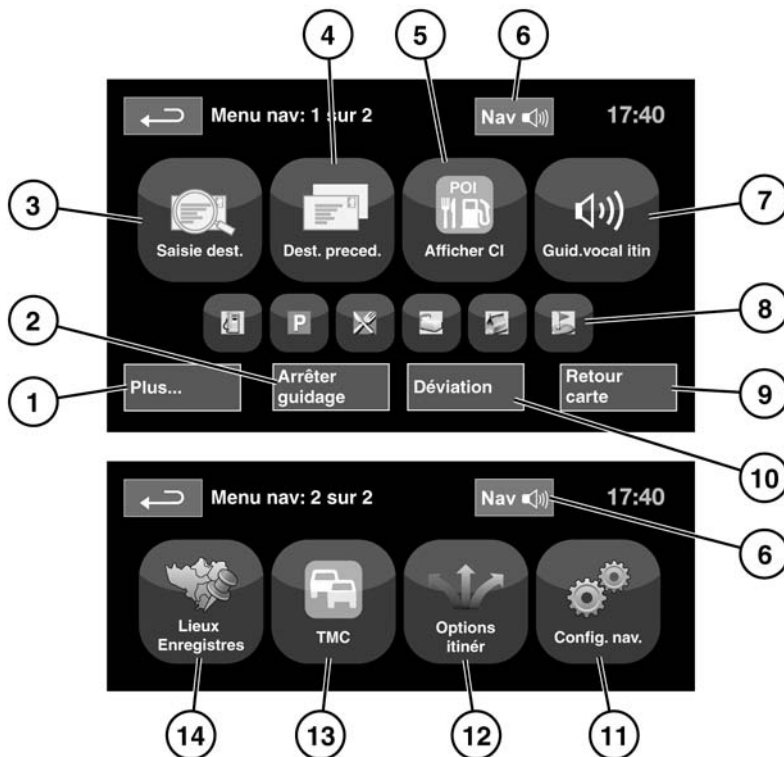 4
5
6
Menu nav: 1 sur 2
Nav
17:40
3
7
POI
Saisie dest.
Dest. preced.
Afficher CI
Guid.vocal itin
2
8
P
1
Plus...
Arrêter
guidage
Déviation
Retour
carte
9
10
Menu nav: 2 sur 2
Nav
17:40
6
Lieux
Enregistres
TMC
Options
itinér
Config. nav.
14
13
12
11